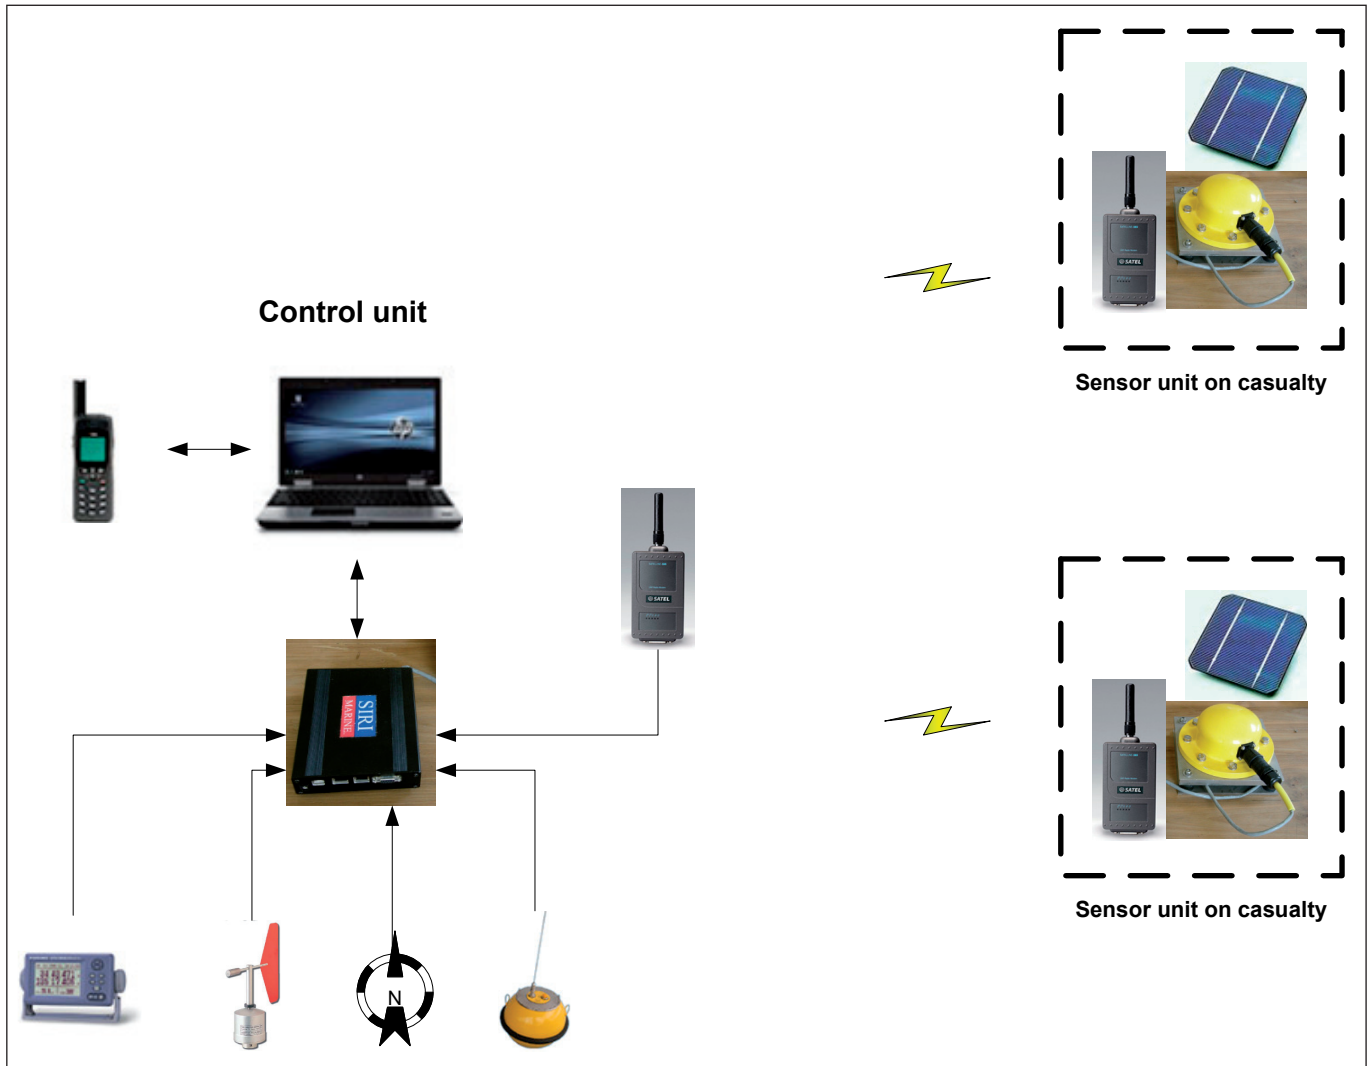 Control unit
Sensor unit on casualty
SATEL
SATEL
SIRI
MARINE
SATEL
Sensor unit on casualty
N